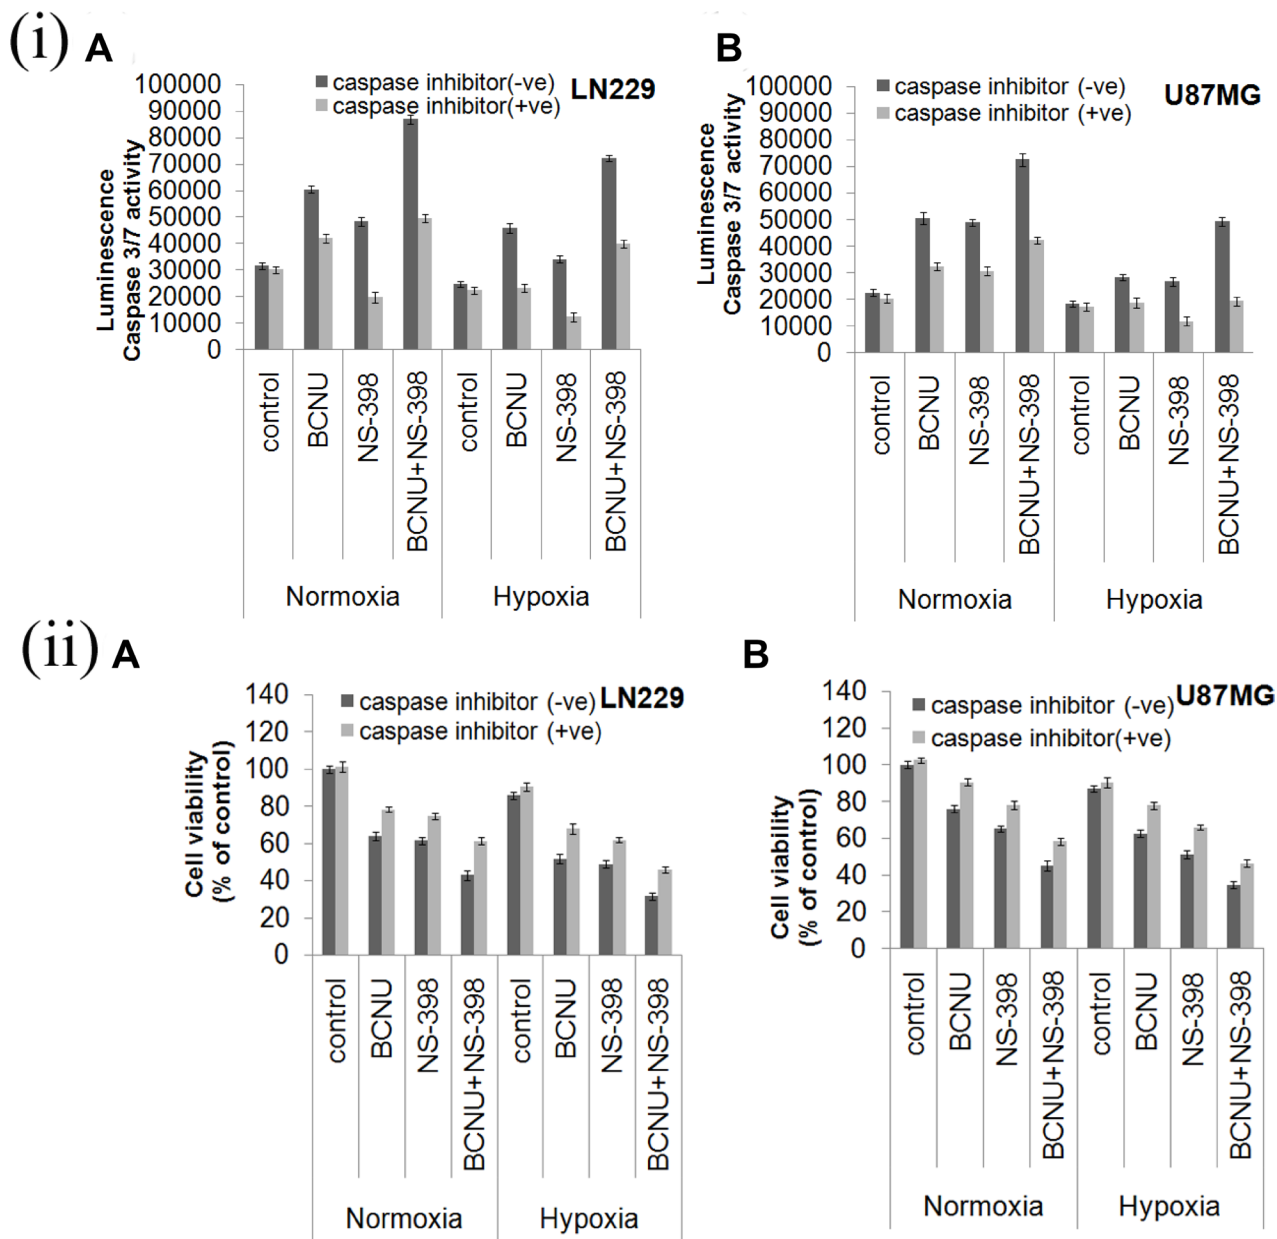 (i) A
B
caspase inhibitor(-ve)
caspase inhibitor(+ve)
LN229
Luminescence
Caspase 3/7 activity
100000
90000
80000
70000
60000
50000
40000
30000
20000
10000
0
control
BCNU
NS-398
BCNU+NS-398
control
BCNU
NS-398
BCNU+NS-398
Normoxia
Hypoxia
caspase inhibitor (-ve)
caspase inhibitor (+ve)
U87MG
Luminescence
Caspase 3/7 activity
100000
90000
80000
70000
60000
50000
40000
30000
20000
10000
0
control
BCNU
NS-398
BCNU+NS-398
control
BCNU
NS-398
BCNU+NS-398
Normoxia
Hypoxia
(ii) A
B
caspase inhibitor (-ve)
caspase inhibitor (+ve)
LN229
Cell viability
(% of control)
140
120
100
80
60
40
20
0
control
BCNU
NS-398
BCNU+NS-398
control
BCNU
NS-398
BCNU+NS-398
Normoxia
Hypoxia
caspase inhibitor (-ve)
caspase inhibitor(+ve)
U87MG
Cell viability
(% of control)
140
120
100
80
60
40
20
0
control
BCNU
NS-398
BCNU+NS-398
control
BCNU
NS-398
BCNU+NS-398
Normoxia
Hypoxia